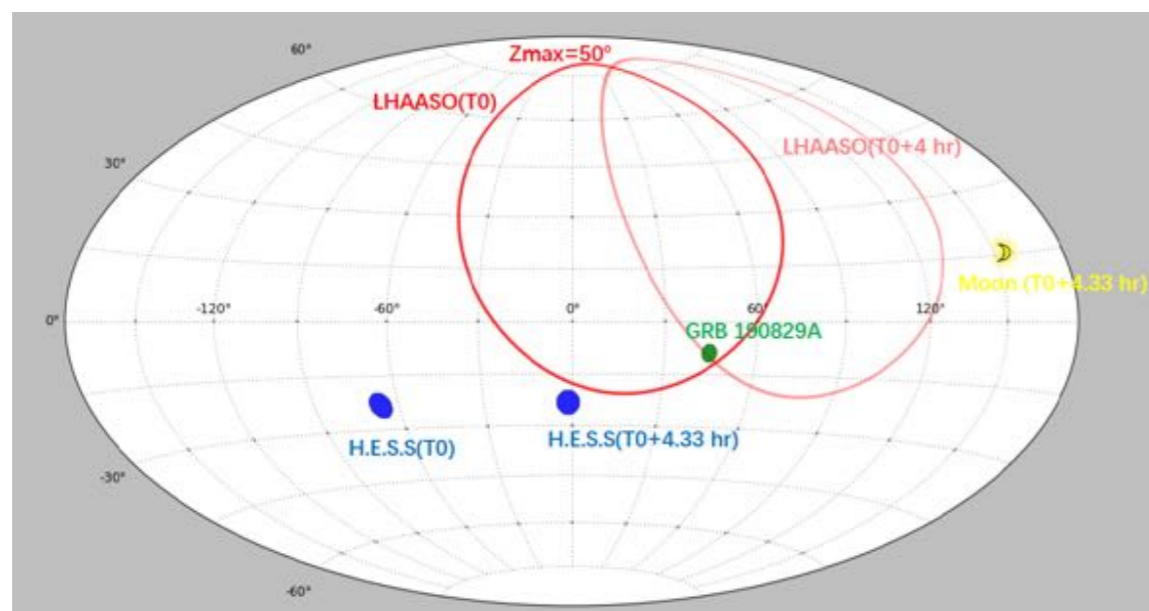 60°
Zmax=50°
LHAASO(T0)
LHAASO(T0+4 hr)
30°
Moon (T0+4.33 hr)
-120°
-60°
0°
60°
120°
0°
GRB 190829A
H.E.S.S(T0)
H.E.S.S(T0+4.33 hr)
-30°
-60°